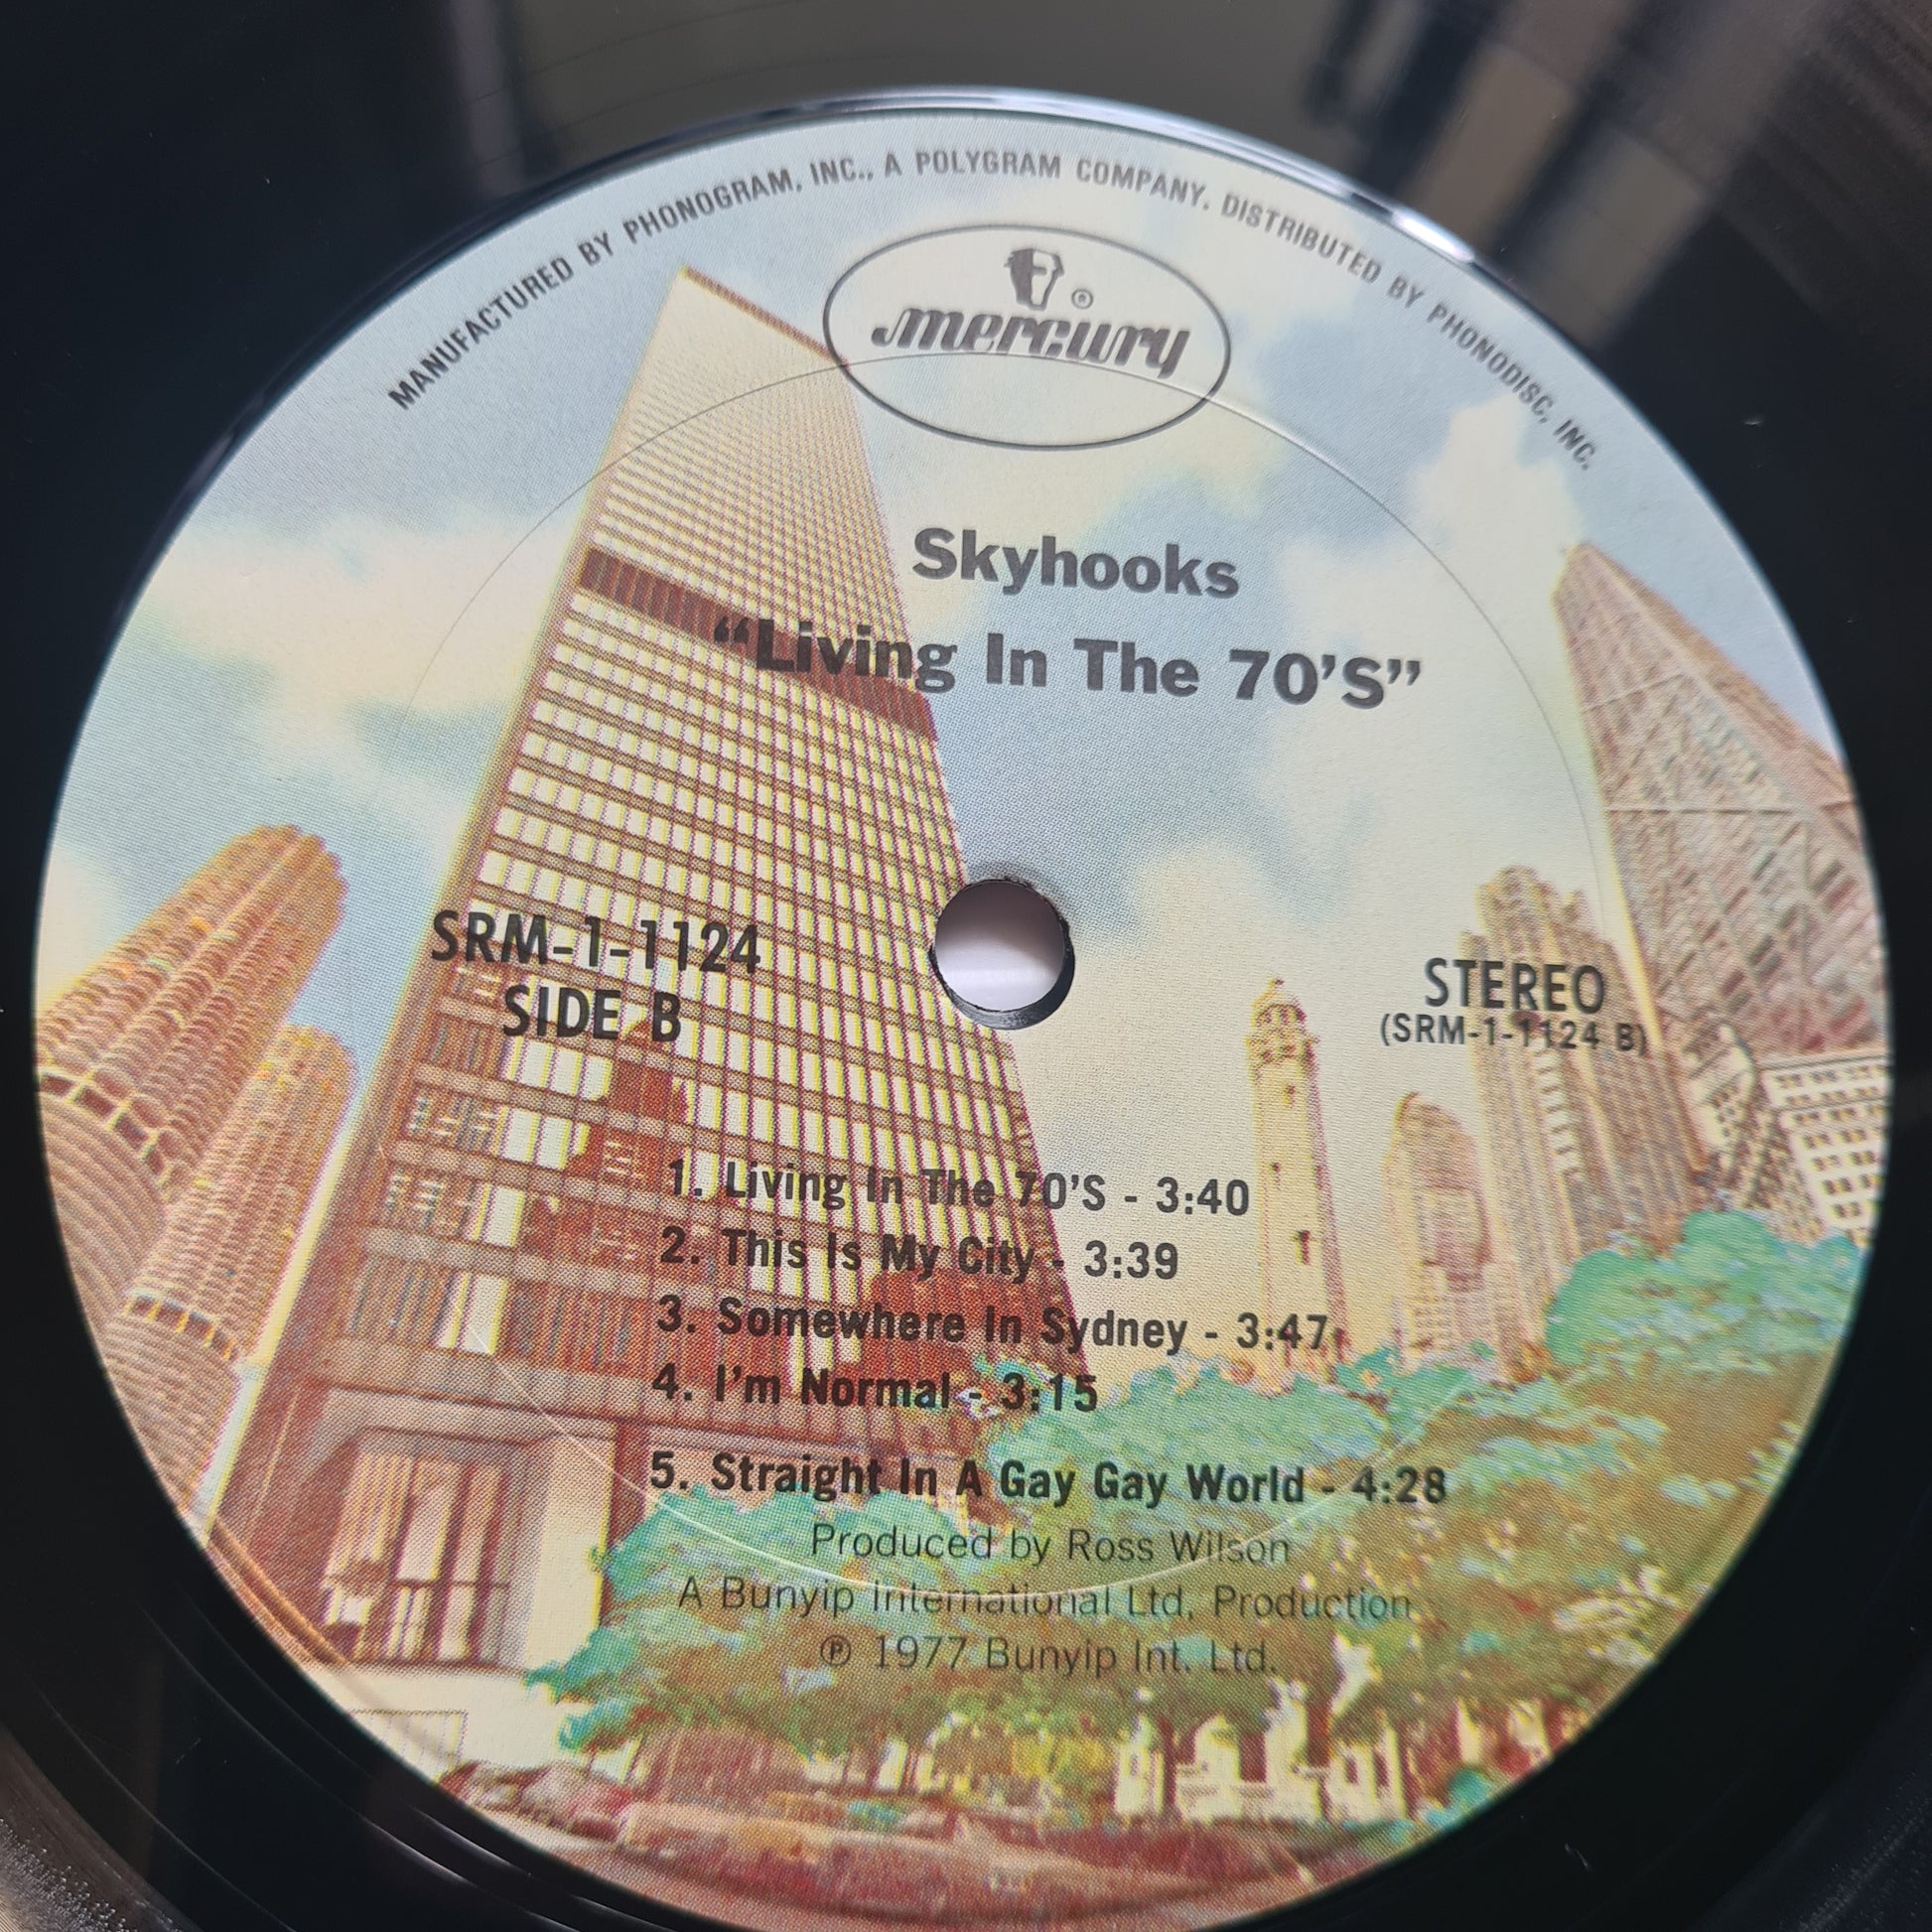 MANUFACTURED BY PHONOGRAM, INC., A POLYGRAM COMPANY. DISTRIBUTED BY PHONODISC, INC.
®
mercury
Skyhooks
“Living In The 70’S”
SRM-1-1124
SIDE B
STEREO
(SRM-1-1124 B)
1. Living In The 70’S - 3:40
2. This Is My City - 3:39
3. Somewhere In Sydney - 3:47
4. I’m Normal - 3:15
5. Straight In A Gay Gay World - 4:28
Produced by Ross Wilson
A Bunyip International Ltd, Production
℗ 1977 Bunyip Int. Ltd.